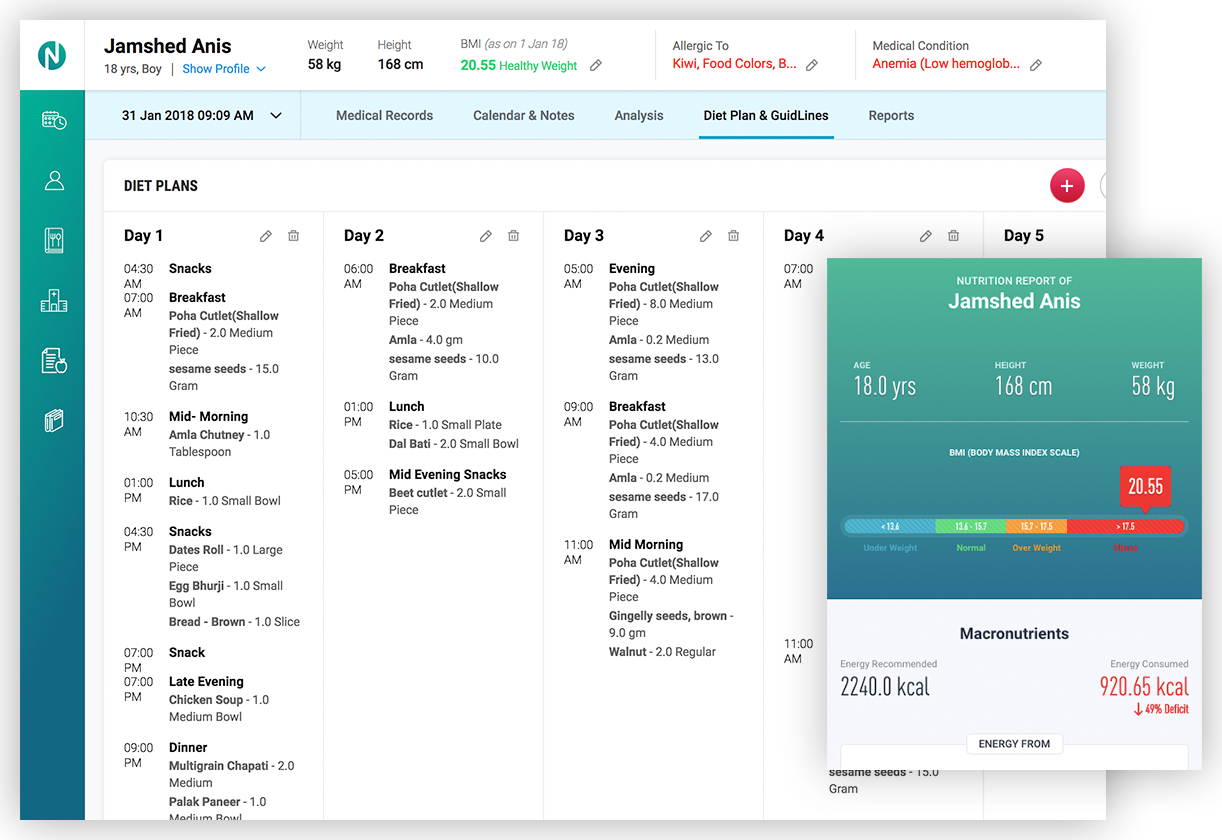 N
Jamshed Anis
18 yrs, Boy | Show Profile
Weight
58 kg
Height
168 cm
BMI (as on 1 Jan 18)
20.55 Healthy Weight
Allergic To
Kiwi, Food Colors, B...
Medical Condition
Anemia (Low hemoglob...
31 Jan 2018 09:09 AM
Medical Records
Calendar & Notes
Analysis
Diet Plan & GuidLines
Reports
DIET PLANS
+
Day 1
04:30 AM
Snacks
07:00 AM
Breakfast
Poha Cutlet(Shallow
Fried) - 2.0 Medium
Piece
sesame seeds - 15.0
Gram
10:30 AM
Mid- Morning
Amla Chutney - 1.0
Tablespoon
01:00 PM
Lunch
Rice - 1.0 Small Bowl
04:30 PM
Snacks
Dates Roll - 1.0 Large
Piece
Egg Bhurji - 1.0 Small
Bowl
Bread - Brown - 1.0 Slice
07:00 PM
Snack
07:00 PM
Late Evening
Chicken Soup - 1.0
Medium Bowl
09:00 PM
Dinner
Multigrain Chapati - 2.0
Medium
Palak Paneer - 1.0
Medium Bowl
Day 2
06:00 AM
Breakfast
Poha Cutlet(Shallow
Fried) - 2.0 Medium
Piece
Amla - 4.0 gm
sesame seeds - 10.0
Gram
01:00 PM
Lunch
Rice - 1.0 Small Plate
Dal Bati - 2.0 Small Bowl
05:00 PM
Mid Evening Snacks
Beet cutlet - 2.0 Small
Piece
Day 3
05:00 AM
Evening
Poha Cutlet(Shallow
Fried) - 8.0 Medium
Piece
Amla - 0.2 Medium
sesame seeds - 13.0
Gram
09:00 AM
Breakfast
Poha Cutlet(Shallow
Fried) - 4.0 Medium
Piece
Amla - 0.2 Medium
sesame seeds - 17.0
Gram
11:00 AM
Mid Morning
Poha Cutlet(Shallow
Fried) - 4.0 Medium
Piece
Gingelly seeds, brown -
9.0 gm
Walnut - 2.0 Regular
Day 4
07:00 AM
11:00 AM
sesame seeds - 15.0
Gram
Day 5
NUTRITION REPORT OF
Jamshed Anis
AGE
18.0 yrs
HEIGHT
168 cm
WEIGHT
58 kg
BMI (BODY MASS INDEX SCALE)
20.55
< 13.6
13.6 - 15.7
15.7 - 17.5
> 17.5
Under Weight
Normal
Over Weight
Obese
Macronutrients
Energy Recommended
2240.0 kcal
Energy Consumed
920.65 kcal
↓ 49% Deficit
ENERGY FROM